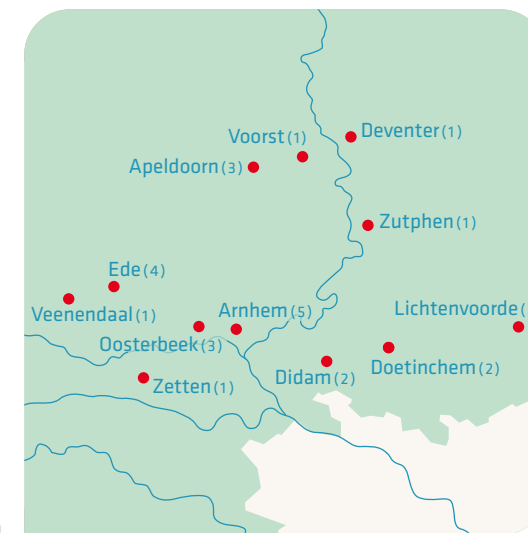 Deventer (1)
Voorst (1)
Apeldoorn (3)
Zutphen (1)
Ede (4)
Veenendaal (1)
Arnhem (5)
Lichtenvoorde (
Oosterbeek (3)
Doetinchem (2)
Didam (2)
Zetten (1)